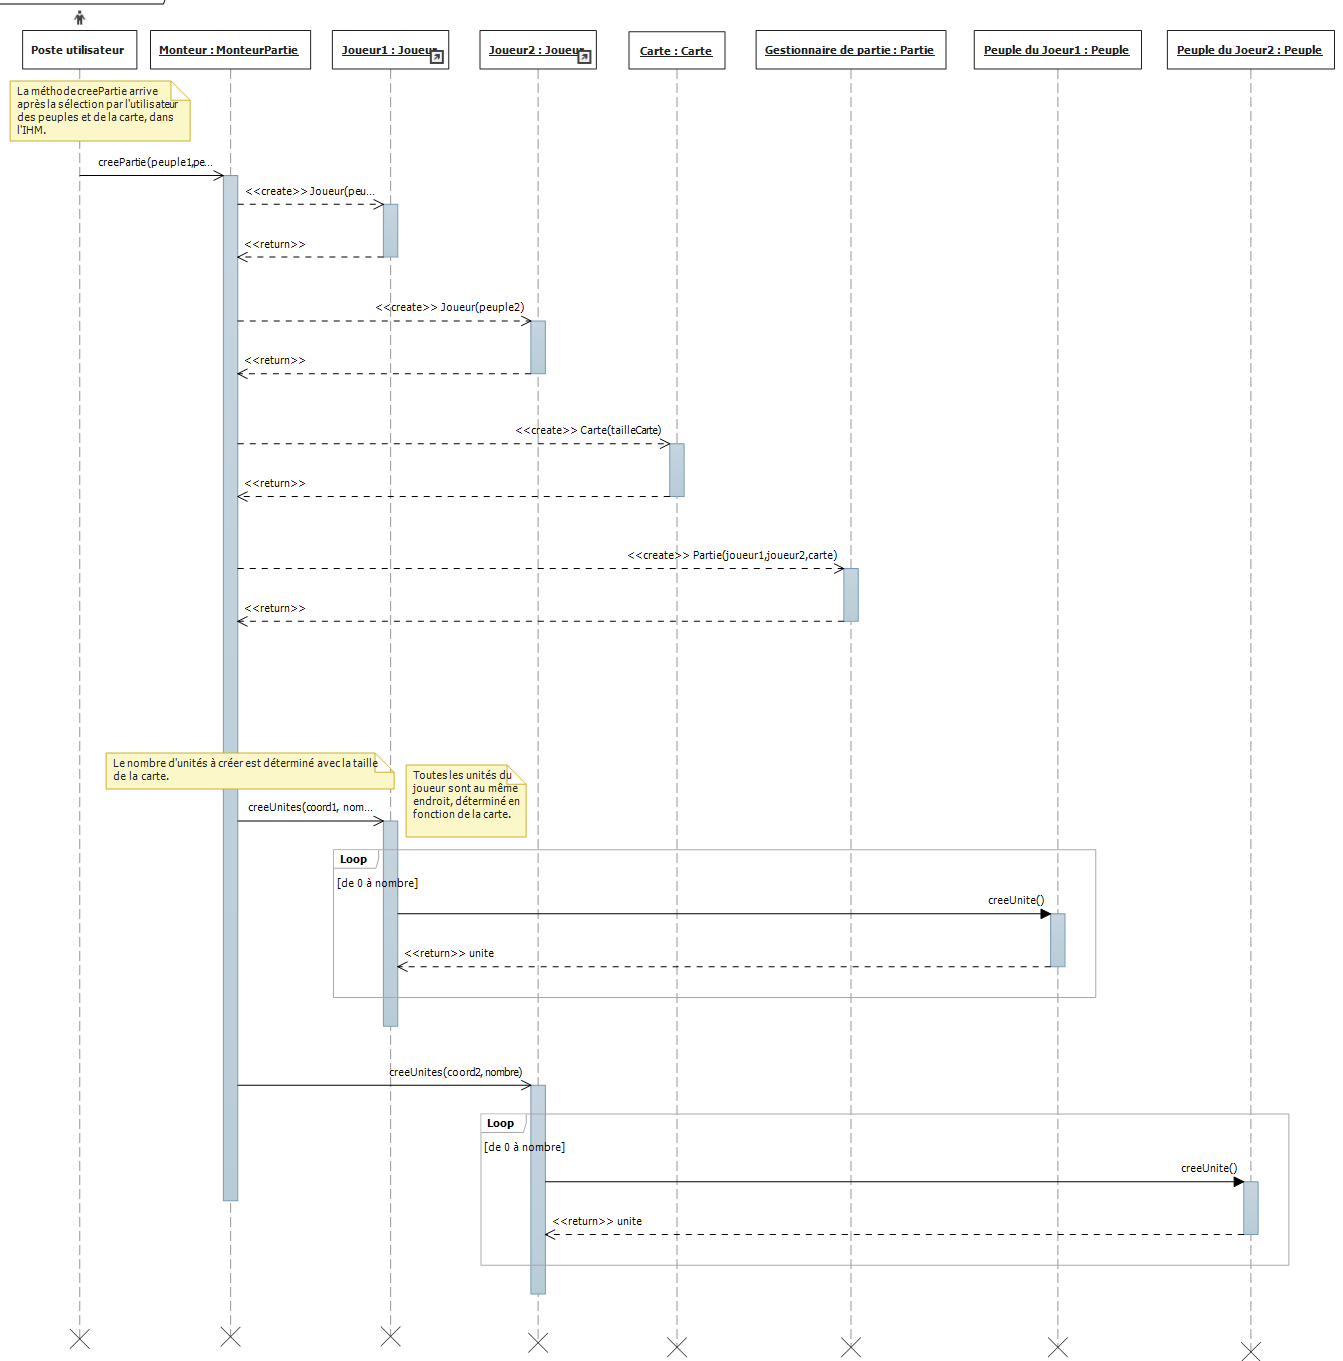 Poste utilisateur
Monteur : MonteurPartie
Joueur1 : Joueur
Joueur2 : Joueur
Carte : Carte
Gestionnaire de partie : Partie
Peuple du Joeur1 : Peuple
Peuple du Joeur2 : Peuple
La méthode creePartie arrive
après la sélection par l'utilisateur
des peuples et de la carte, dans
l'IHM.
creePartie(peuple1,pe...
<<create>> Joueur(peu...
<<return>>
<<create>> Joueur(peuple2)
<<return>>
<<create>> Carte(tailleCarte)
<<return>>
<<create>> Partie(joueur1,joueur2,carte)
<<return>>
Le nombre d'unités à créer est déterminé avec la taille
de la carte.
Toutes les unités du
joueur sont au même
endroit, déterminé en
fonction de la carte.
creeUnites(coord1, nom...
Loop
[de 0 à nombre]
creeUnite()
<<return>> unite
creeUnites(coord2, nombre)
Loop
[de 0 à nombre]
creeUnite()
<<return>> unite